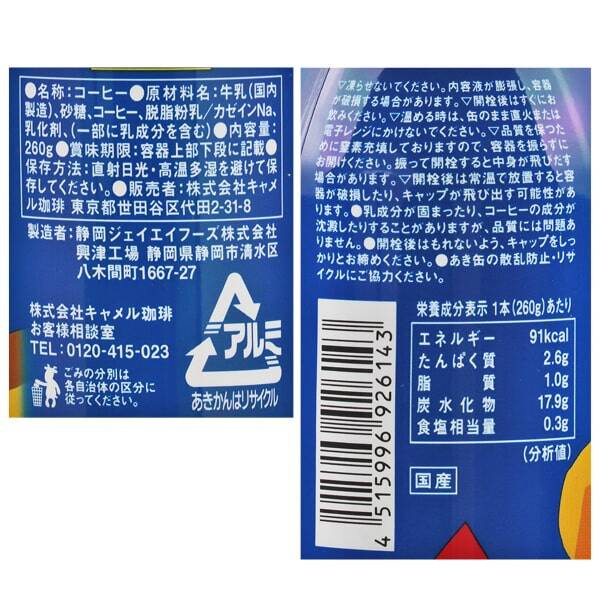 ●名称:コーヒー●原材料名:牛乳(国内
製造)、砂糖、コーヒー、脱脂粉乳/カゼインNa、
乳化剤、(一部に乳成分を含む)●内容量:
260g●賞味期限:容器上部下段に記載●
保存方法:直射日光・高温多湿を避けて保
存してください。●販売者:株式会社キャメ
ル珈琲 東京都世田谷区代田2-31-8
製造者:静岡ジェイエイフーズ株式会社
興津工場 静岡県静岡市清水区
八木間町1667-27
株式会社キャメル珈琲
お客様相談室
TEL:0120-415-023
ごみの分別は
各自治体の区分に
従ってください。
アルミ
あきかんはリサイクル
▽凍らせないでください。内容液が膨張し、容器
が破損する場合があります。▽開栓後はすぐにお
飲みください。▽温める時は、缶のまま直火または
電子レンジにかけないでください。▽品質を保つた
めに窒素充填しておりますので、容器を振らずに
お開けください。振って開栓すると中身が飛びだす
場合があります。▽開栓後は常温で放置すると容
器が破損したり、キャップが飛び出す可能性があ
ります。●乳成分が固まったり、コーヒーの成分が
沈澱したりすることがありますが、品質には問題あ
りません。●開栓後はもれないよう、キャップをしっ
かりとお締めください。●あき缶の散乱防止・リサ
イクルにご協力ください。
栄養成分表示 1本(260g)あたり
エネルギー 91kcal
たんぱく質 2.6g
脂質 1.0g
炭水化物 17.9g
食塩相当量 0.3g
(分析値)
国産
4 515996 926143